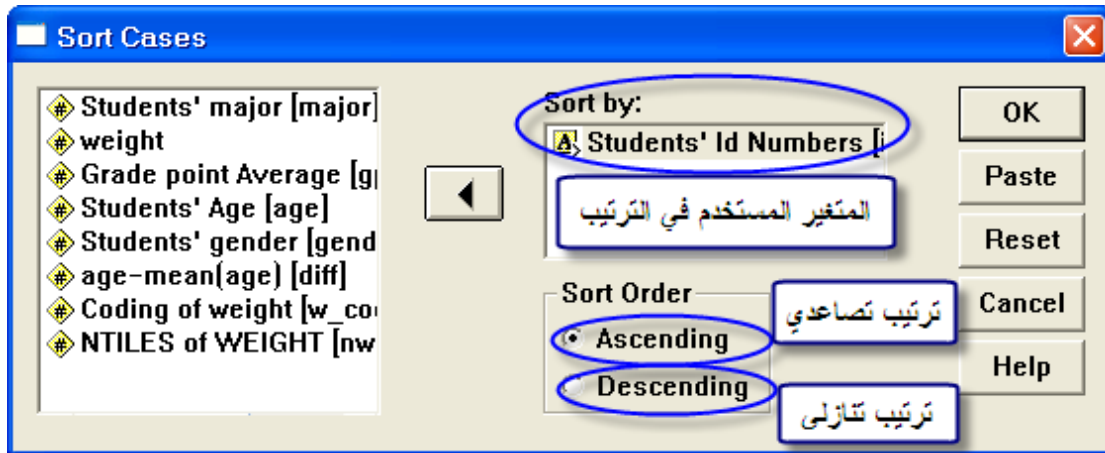 Sort Cases
Students' major [major]
weight
Grade point Average [g
Students' Age [age]
Students' gender [gend
age-mean(age) [diff]
Coding of weight [w_co
NTILES of WEIGHT [nw
Sort by:
Students' Id Numbers [i
المتغير المستخدم في الترتيب
Sort Order
Ascending
ترتيب تصاعدي
Descending
ترتيب تنازلى
OK
Paste
Reset
Cancel
Help